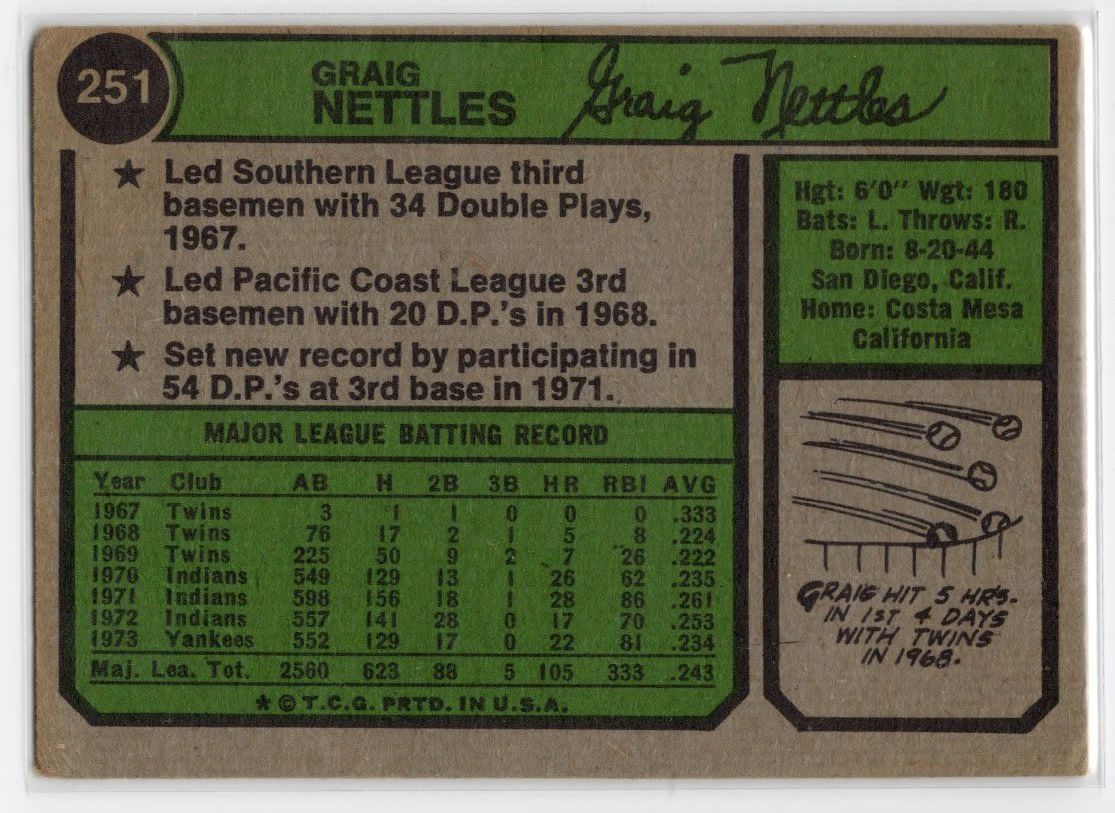 251
GRAIG
NETTLES
Graig Nettles
★ Led Southern League third
basemen with 34 Double Plays,
1967.
★ Led Pacific Coast League 3rd
basemen with 20 D.P.'s in 1968.
★ Set new record by participating in
54 D.P.'s at 3rd base in 1971.
MAJOR LEAGUE BATTING RECORD
Year Club AB H 2B 3B HR RBI AVG
1967 Twins 3 1 1 0 0 0 .333
1968 Twins 76 17 2 1 5 8 .224
1969 Twins 225 50 9 2 7 26 .222
1970 Indians 549 129 13 1 26 62 .235
1971 Indians 598 156 18 1 28 86 .261
1972 Indians 557 141 28 0 17 70 .253
1973 Yankees 552 129 17 0 22 81 .234
Maj. Lea. Tot. 2560 623 88 5 105 333 .243
★ © T.C.G. PRTD. IN U.S.A.
Hgt: 6'0" Wgt: 180
Bats: L. Throws: R.
Born: 8-20-44
San Diego, Calif.
Home: Costa Mesa
California
GRAIG HIT 5 HR'S.
IN 1ST 4 DAYS
WITH TWINS
IN 1968.